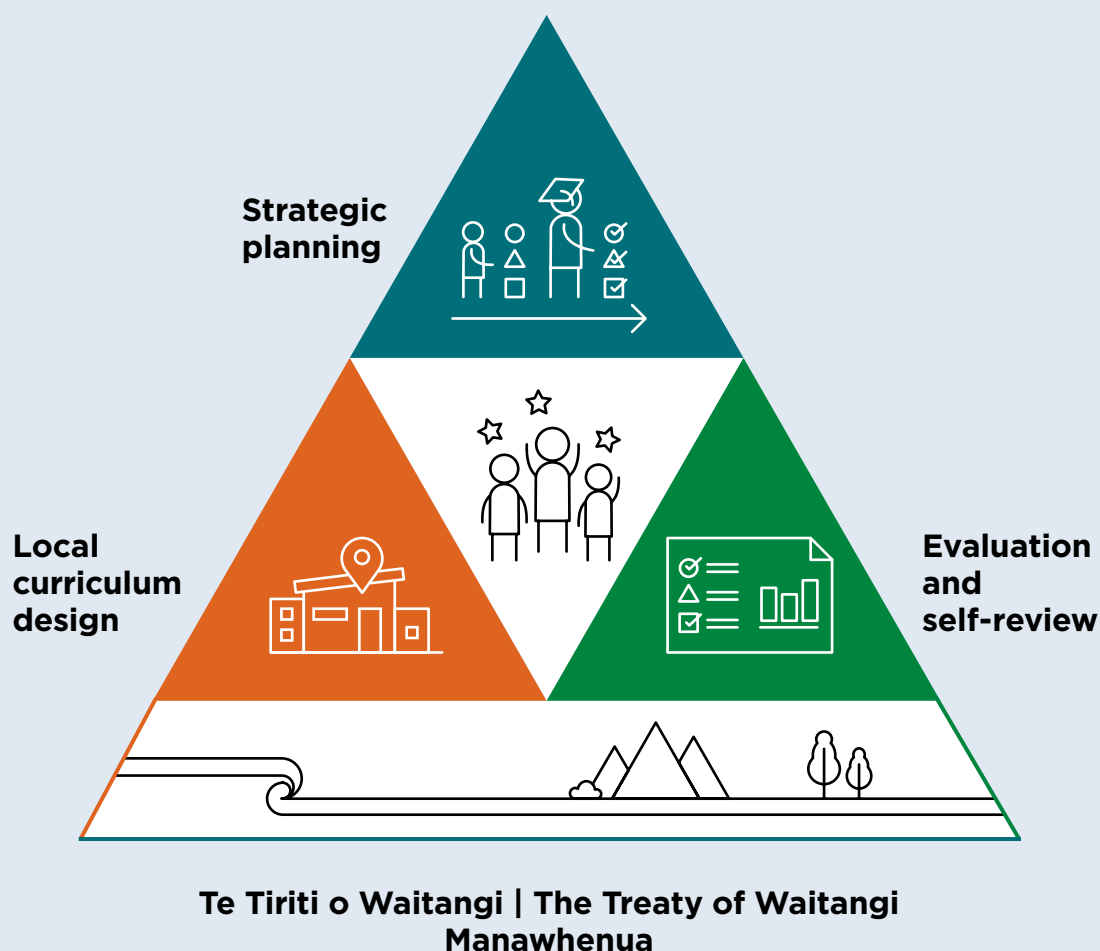 Strategic
planning
Local
curriculum
design
Evaluation
and
self-review
Te Tiriti o Waitangi | The Treaty of Waitangi
Manawhenua